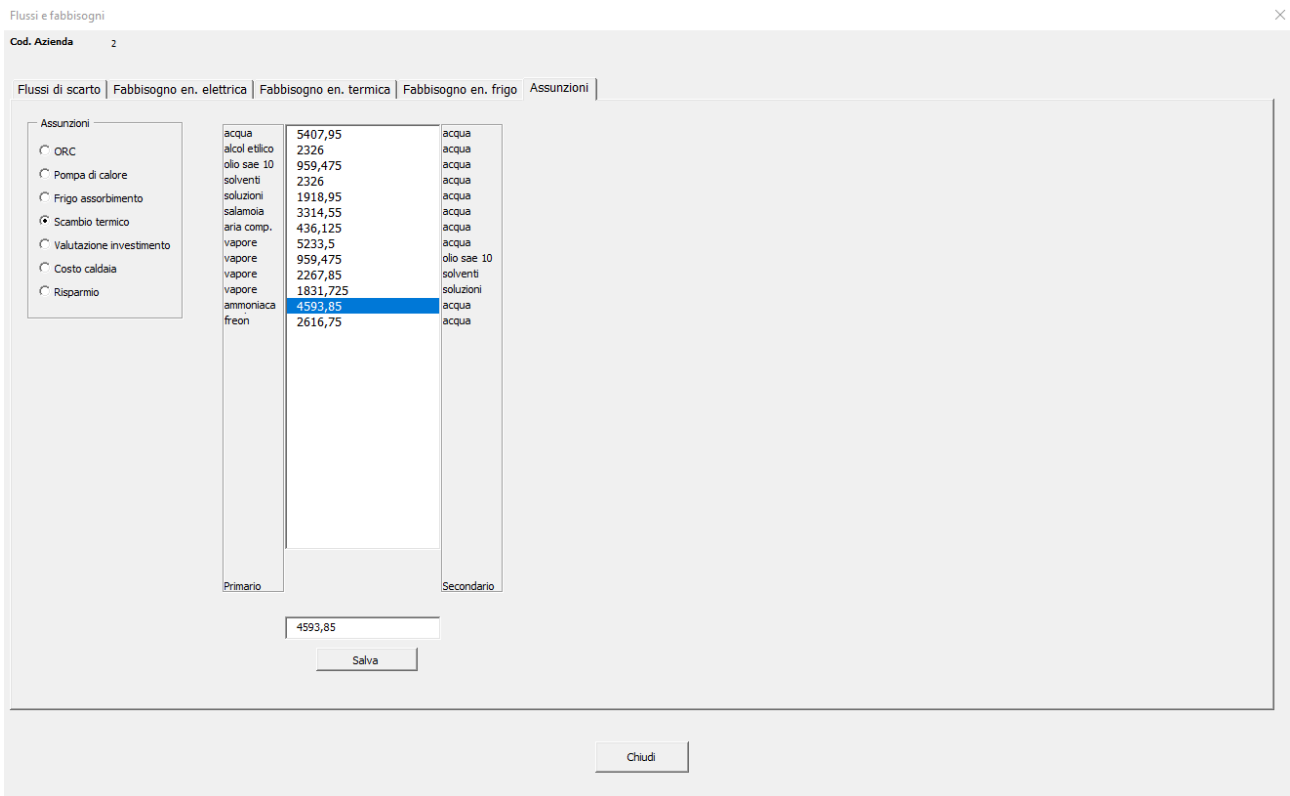 Flussi e fabbisogni
Cod. Azienda 2
Flussi di scarto Fabbisogno en. elettrica Fabbisogno en. termica Fabbisogno en. frigo Assunzioni
Assunzioni
ORC
Pompa di calore
Frigo assorbimento
Scambio termico
Valutazione investimento
Costo caldaia
Risparmio
acqua 5407,95 acqua
alcol etilico 2326 acqua
olio sae 10 959,475 acqua
solventi 2326 acqua
soluzioni 1918,95 acqua
salamoia 3314,55 acqua
aria comp. 436,125 acqua
vapore 5233,5 acqua
vapore 959,475 olio sae 10
vapore 2267,85 solventi
vapore 1831,725 soluzioni
ammoniaca 4593,85 acqua
freon 2616,75 acqua
Primario Secondario
4593,85
Salva
Chiudi